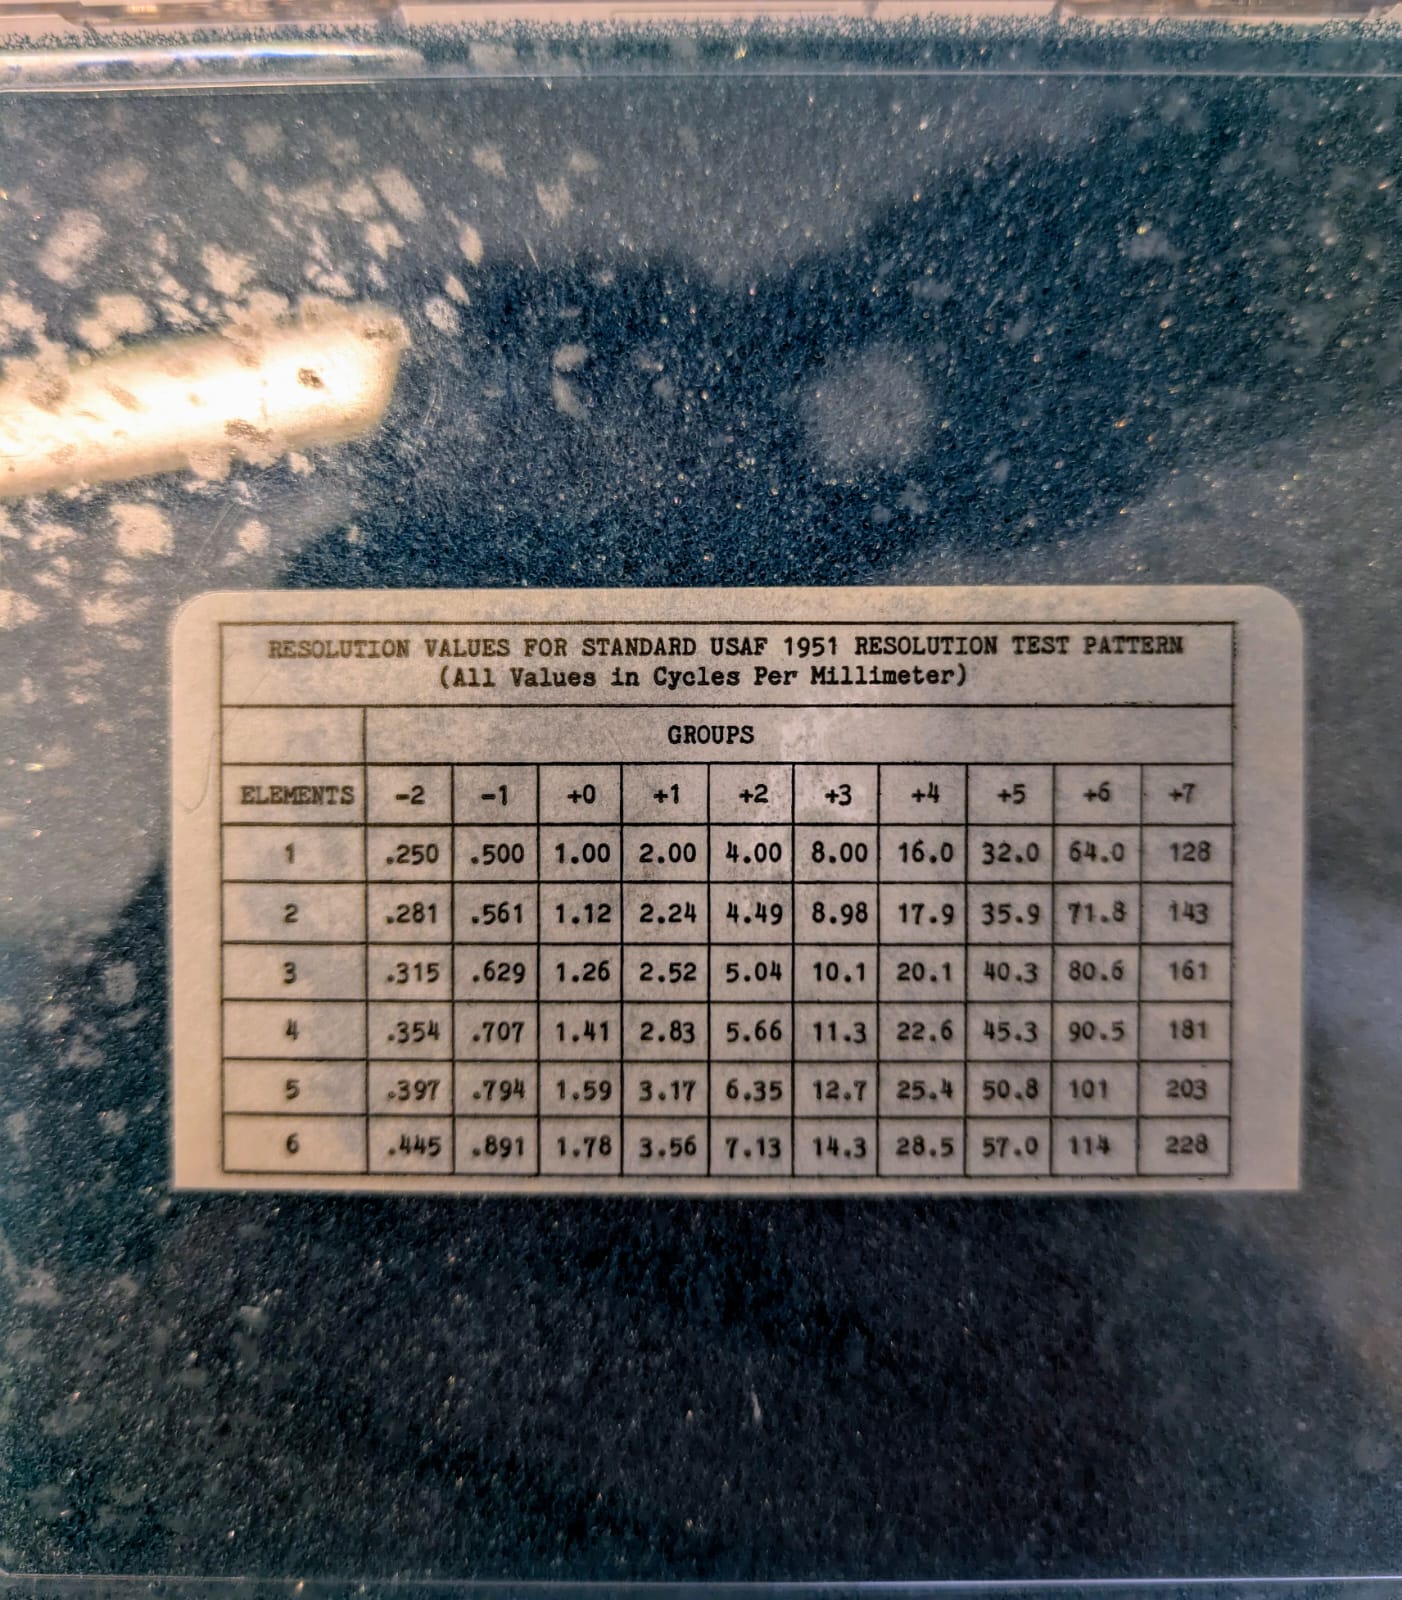 RESOLUTION VALUES FOR STANDARD USAF 1951 RESOLUTION TEST PATTERN
(All Values in Cycles Per Millimeter)
GROUPS
ELEMENTS -2 -1 +0 +1 +2 +3 +4 +5 +6 +7
1 .250 .500 1.00 2.00 4.00 8.00 16.0 32.0 64.0 128
2 .281 .561 1.12 2.24 4.49 8.98 17.9 35.9 71.8 143
3 .315 .629 1.26 2.52 5.04 10.1 20.1 40.3 80.6 161
4 .354 .707 1.41 2.83 5.66 11.3 22.6 45.3 90.5 181
5 .397 .794 1.59 3.17 6.35 12.7 25.4 50.8 101 203
6 .445 .891 1.78 3.56 7.13 14.3 28.5 57.0 114 228